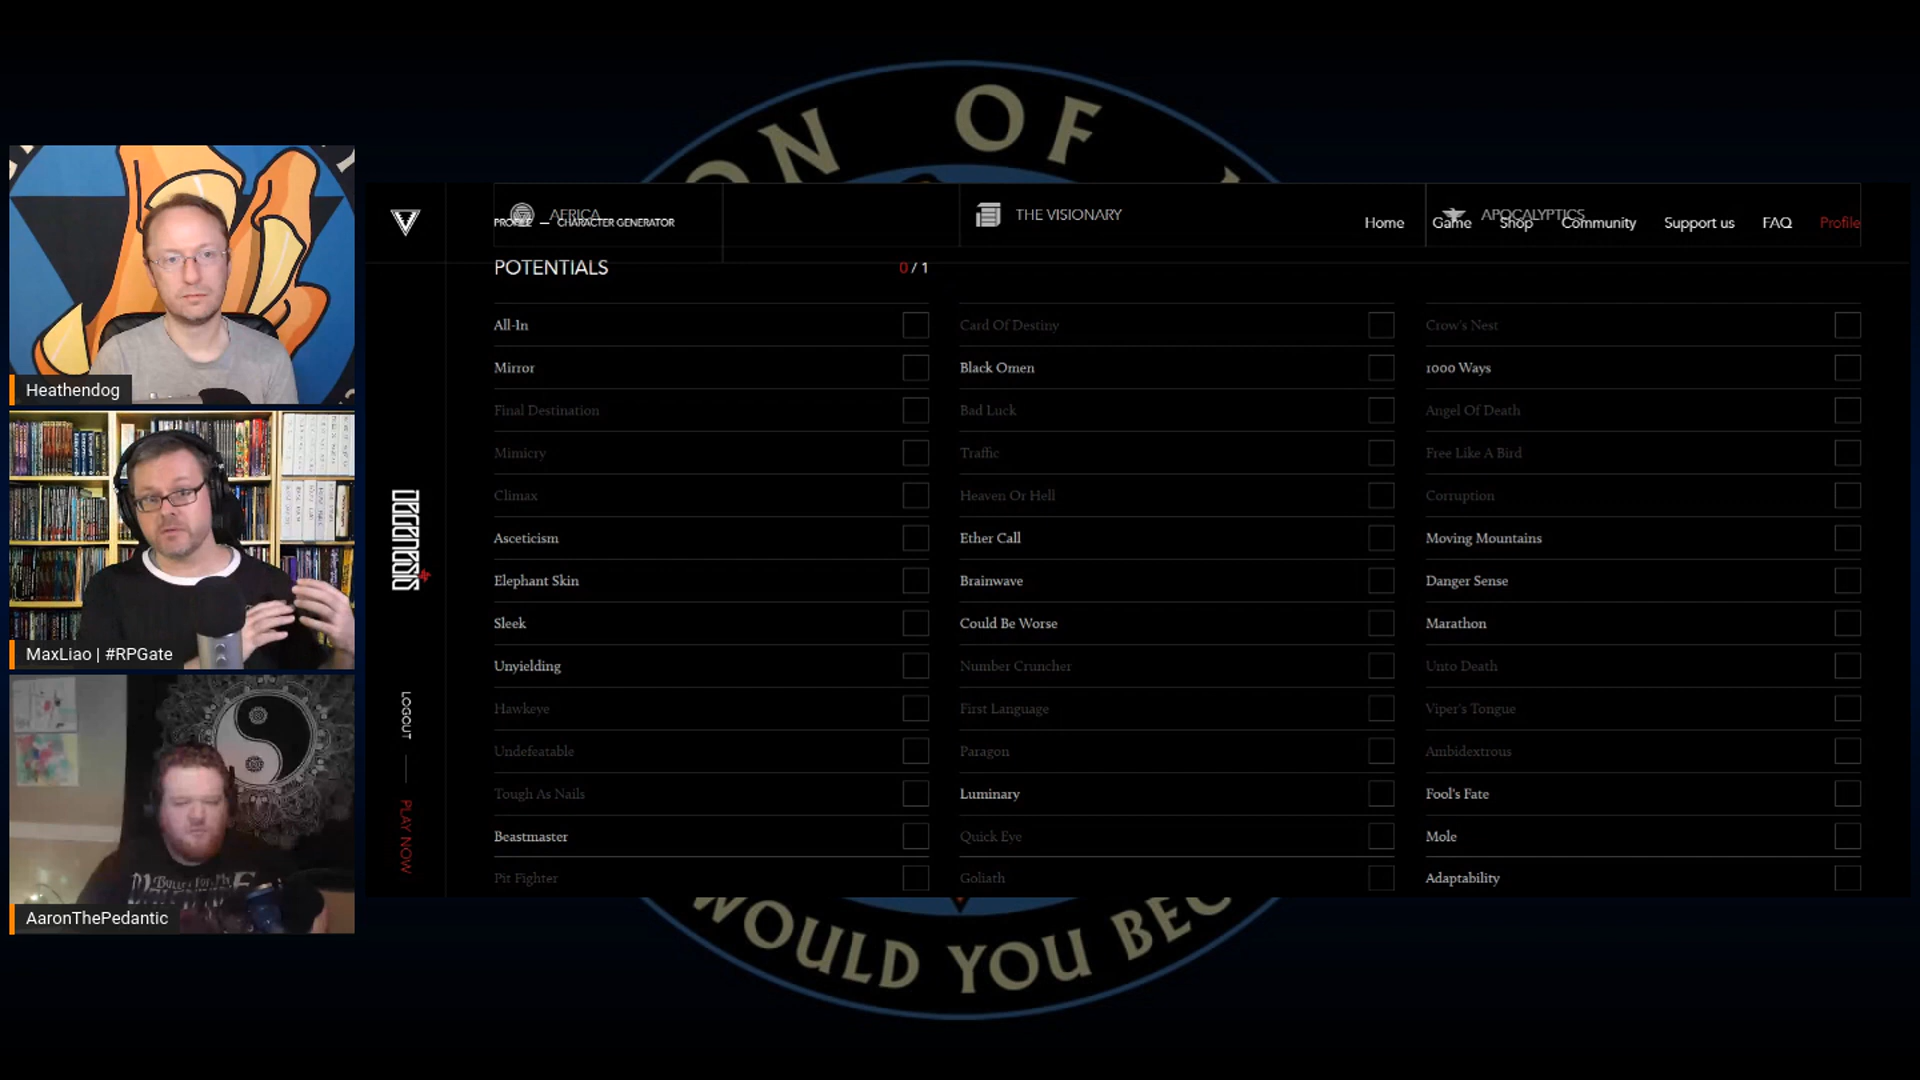 ON OF
AFRICA
PROFILE — CHARACTER GENERATOR
THE VISIONARY
APOCALYPTICS
Home Game Shop Community Support us FAQ Profile
POTENTIALS 0 / 1
All-In Card Of Destiny Crow's Nest
Mirror Black Omen 1000 Ways
Final Destination Bad Luck Angel Of Death
Mimicry Traffic Free Like A Bird
Climax Heaven Or Hell Corruption
Asceticism Ether Call Moving Mountains
Elephant Skin Brainwave Danger Sense
Sleek Could Be Worse Marathon
Unyielding Number Cruncher Unto Death
Hawkeye First Language Viper's Tongue
Undefeatable Paragon Ambidextrous
Tough As Nails Luminary Fool's Fate
Beastmaster Quick Eye Mole
Pit Fighter Goliath Adaptability
DEGENESIS
LOGOUT
PLAY NOW
Heathendog
MaxLiao | #RPGate
AaronThePedantic
WOULD YOU BEC